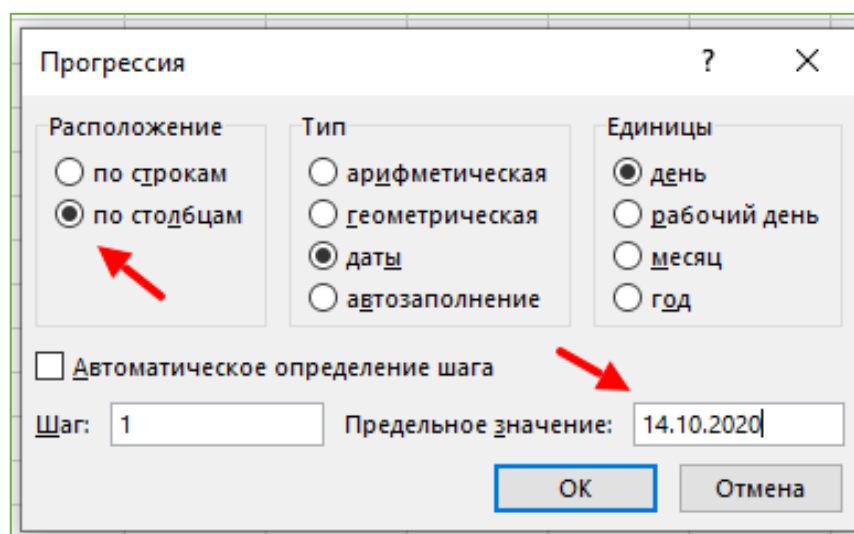 Прогрессия ?
Расположение Тип Единицы
по строкам арифметическая день
по столбцам геометрическая рабочий день
даты месяц
автозаполнение год
Автоматическое определение шага
Шаг: 1 Предельное значение: 14.10.2020
ОК Отмена